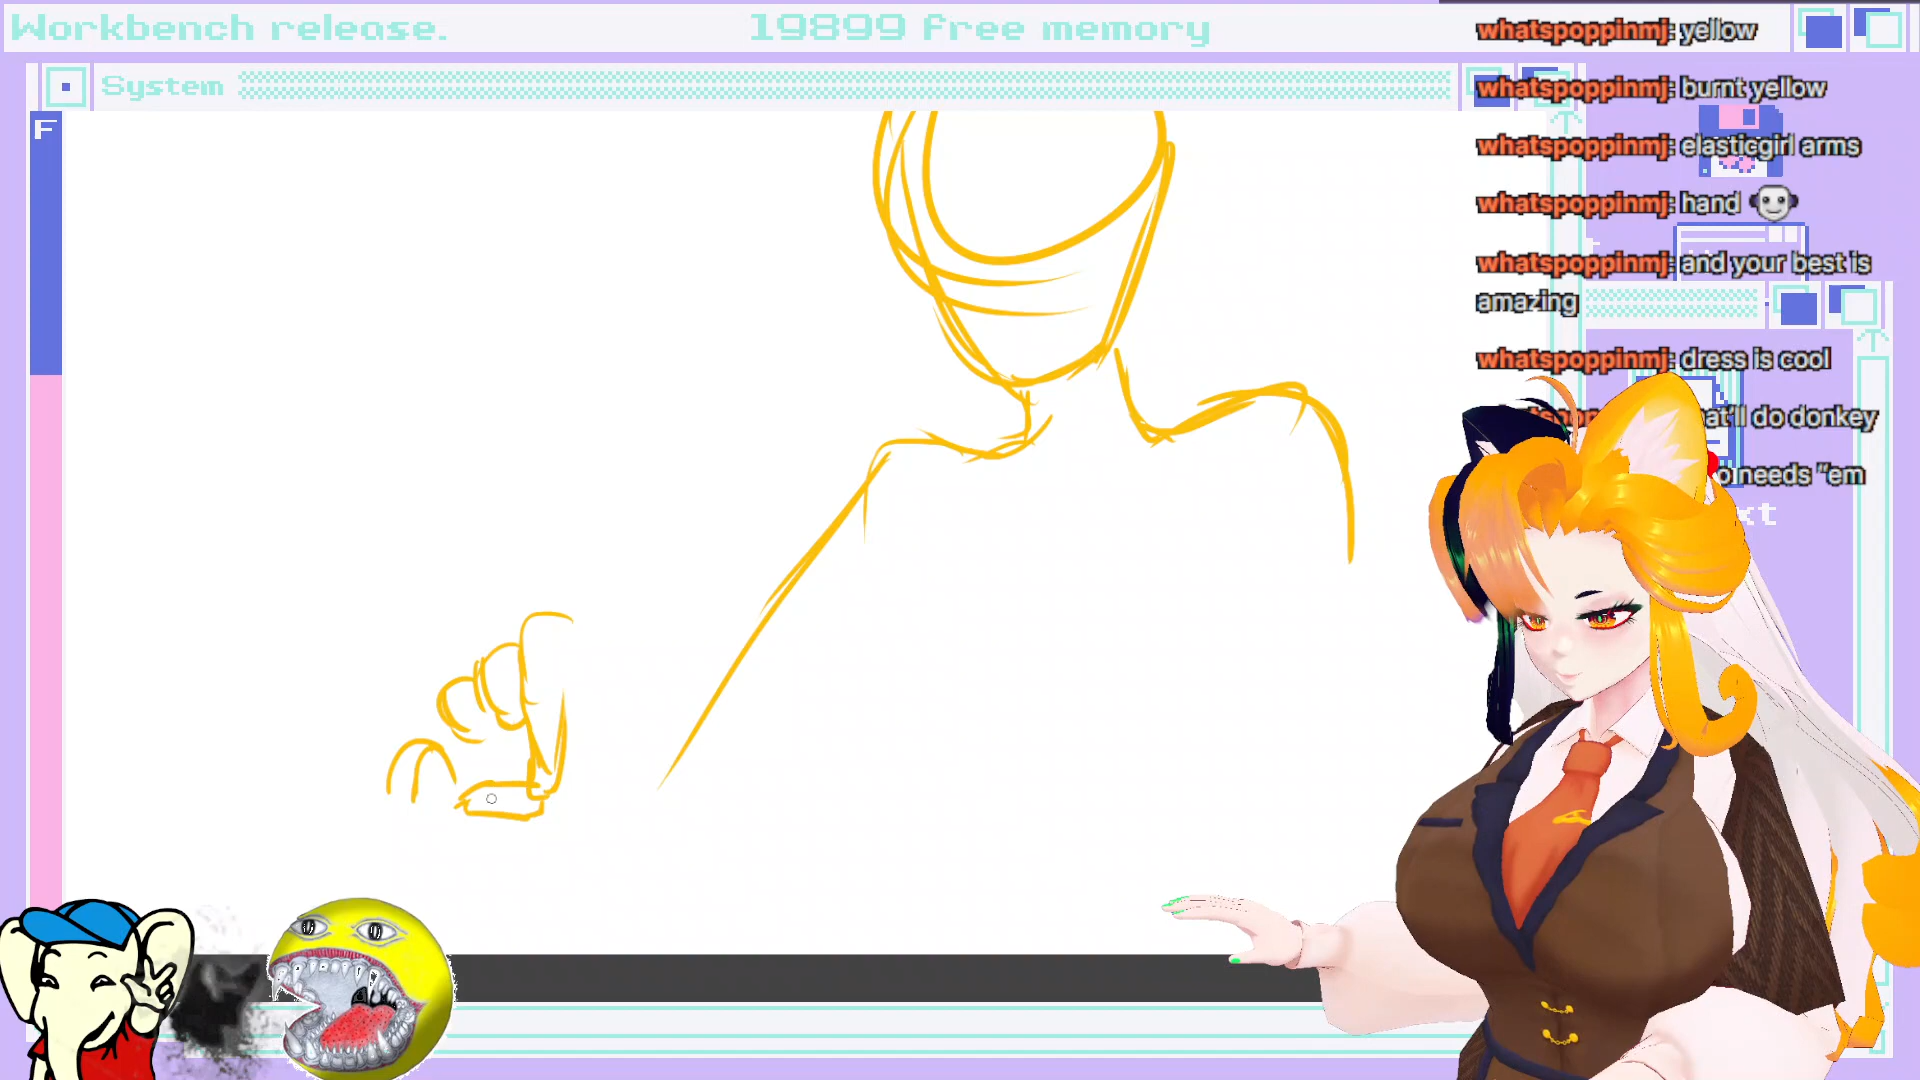 Workbench release.
19899 free memory
System
F
whatspoppinmj: yellow
whatspoppinmj: burnt yellow
whatspoppinmj: elasticgirl arms
whatspoppinmj: hand
whatspoppinmj: and your best is
amazing
whatspoppinmj: dress is cool
at'll do donkey
needs "em
xt